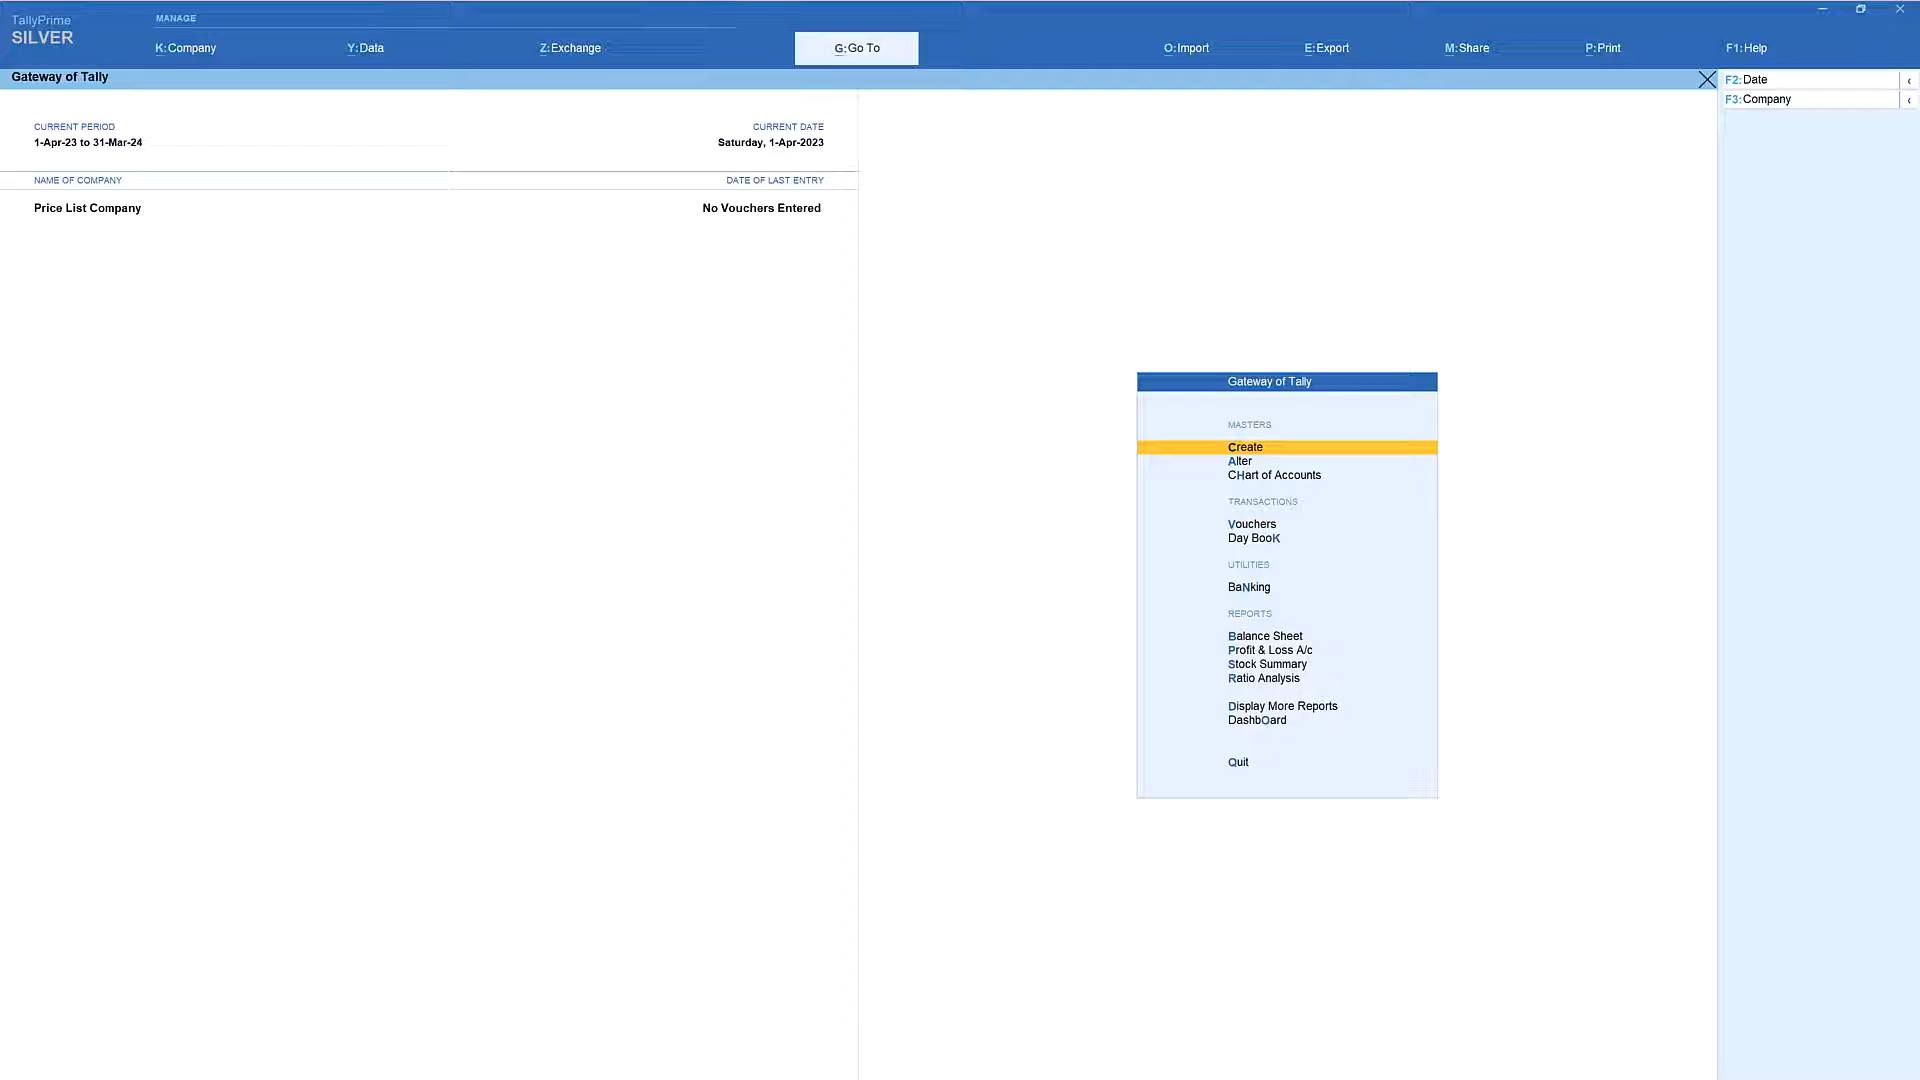 TallyPrime
SILVER
MANAGE
K:Company
Y:Data
Z:Exchange
G:Go To
O:Import
E:Export
M:Share
P:Print
F1:Help
Gateway of Tally
F2:Date
F3:Company
CURRENT PERIOD
1-Apr-23 to 31-Mar-24
CURRENT DATE
Saturday, 1-Apr-2023
NAME OF COMPANY
DATE OF LAST ENTRY
Price List Company
No Vouchers Entered
Gateway of Tally
MASTERS
Create
Alter
CHart of Accounts
TRANSACTIONS
Vouchers
Day BooK
UTILITIES
BaNking
REPORTS
Balance Sheet
Profit & Loss A/c
Stock Summary
Ratio Analysis
Display More Reports
DashbOard
Quit